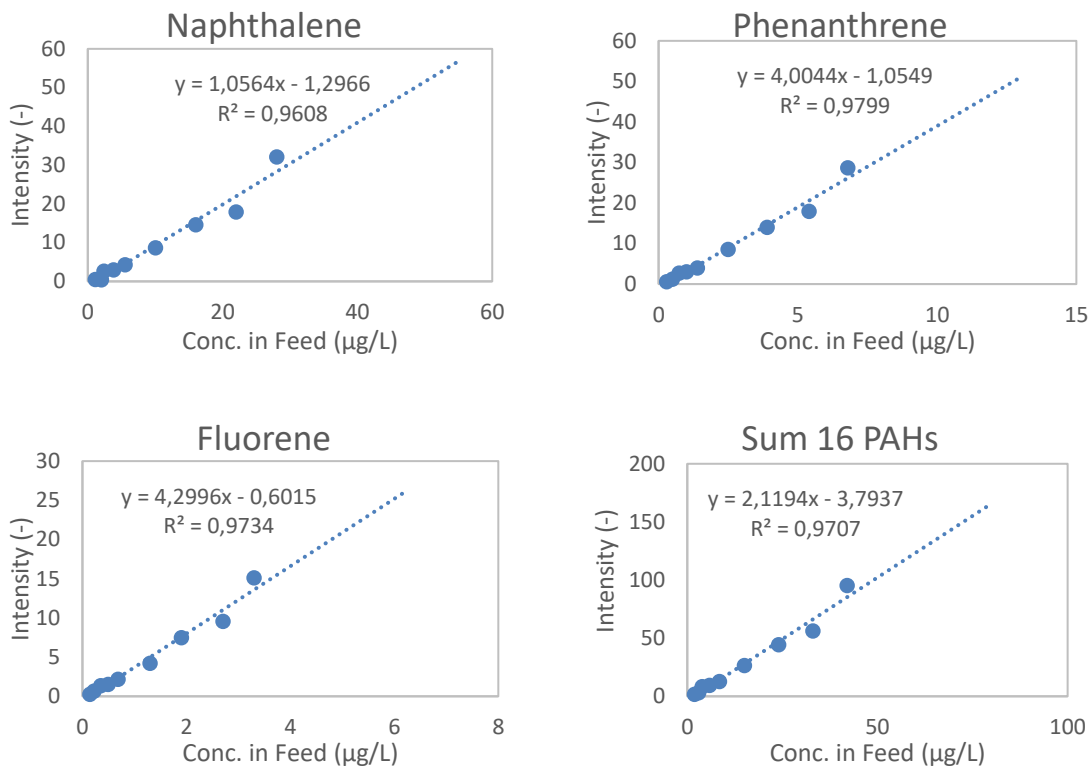 Naphthalene
60
50
40
30
20
10
0
Intensity (-)
y = 1,0564x - 1,2966
R² = 0,9608
0 20 40 60
Conc. in Feed (µg/L)
Phenanthrene
60
50
40
30
20
10
0
Intensity (-)
y = 4,0044x - 1,0549
R² = 0,9799
0 5 10 15
Conc. in Feed (µg/L)
Fluorene
30
25
20
15
10
5
0
Intensity (-)
y = 4,2996x - 0,6015
R² = 0,9734
0 2 4 6 8
Conc. in Feed (µg/L)
Sum 16 PAHs
200
150
100
50
0
Intensity (-)
y = 2,1194x - 3,7937
R² = 0,9707
0 50 100
Conc. in Feed (µg/L)